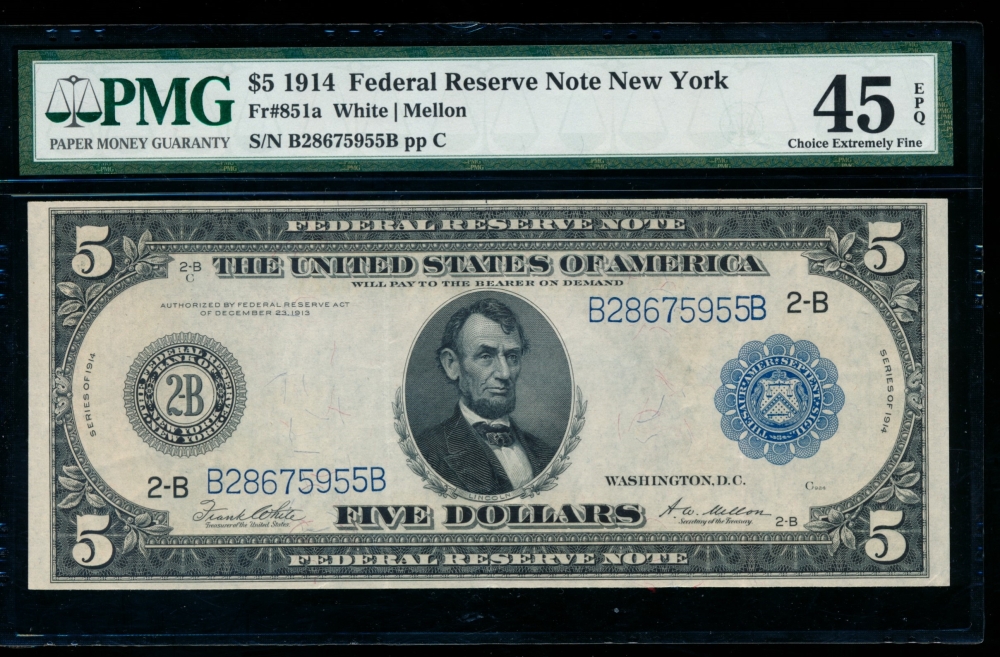 PMG
PAPER MONEY GUARANTY
$5 1914 Federal Reserve Note New York
Fr#851a White | Mellon
S/N B28675955B pp C
45
EPQ
Choice Extremely Fine
FEDERAL RESERVE NOTE
5
5
2-B
C
THE UNITED STATES OF AMERICA
WILL PAY TO THE BEARER ON DEMAND
AUTHORIZED BY FEDERAL RESERVE ACT
OF DECEMBER 23, 1913
B28675955B 2-B
SERIES OF 1914
2-B
SERIES OF 1914
2-B B28675955B
LINCOLN
WASHINGTON, D.C.
Frank White
Treasurer of the United States
FIVE DOLLARS
A.W. Mellon
Secretary of the Treasury
2-B
5
5
FEDERAL RESERVE NOTE